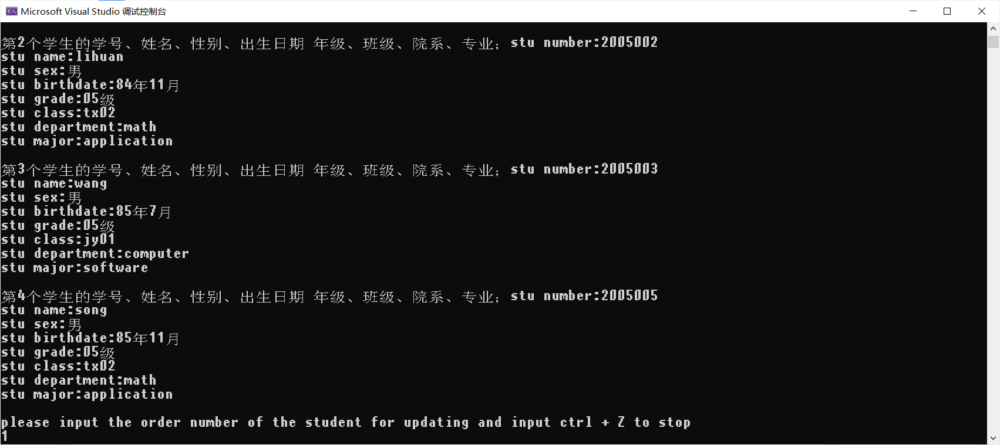 Microsoft Visual Studio 调试控制台
第2个学生的学号、姓名、性别、出生日期 年级、班级、院系、专业；stu number:2005002
stu name:lihuan
stu sex:男
stu birthdate:84年11月
stu grade:05级
stu class:tx02
stu department:math
stu major:application
第3个学生的学号、姓名、性别、出生日期 年级、班级、院系、专业；stu number:2005003
stu name:wang
stu sex:男
stu birthdate:85年7月
stu grade:05级
stu class:jy01
stu department:computer
stu major:software
第4个学生的学号、姓名、性别、出生日期 年级、班级、院系、专业；stu number:2005005
stu name:song
stu sex:男
stu birthdate:85年11月
stu grade:05级
stu class:tx02
stu department:math
stu major:application
please input the order number of the student for updating and input ctrl + Z to stop
1